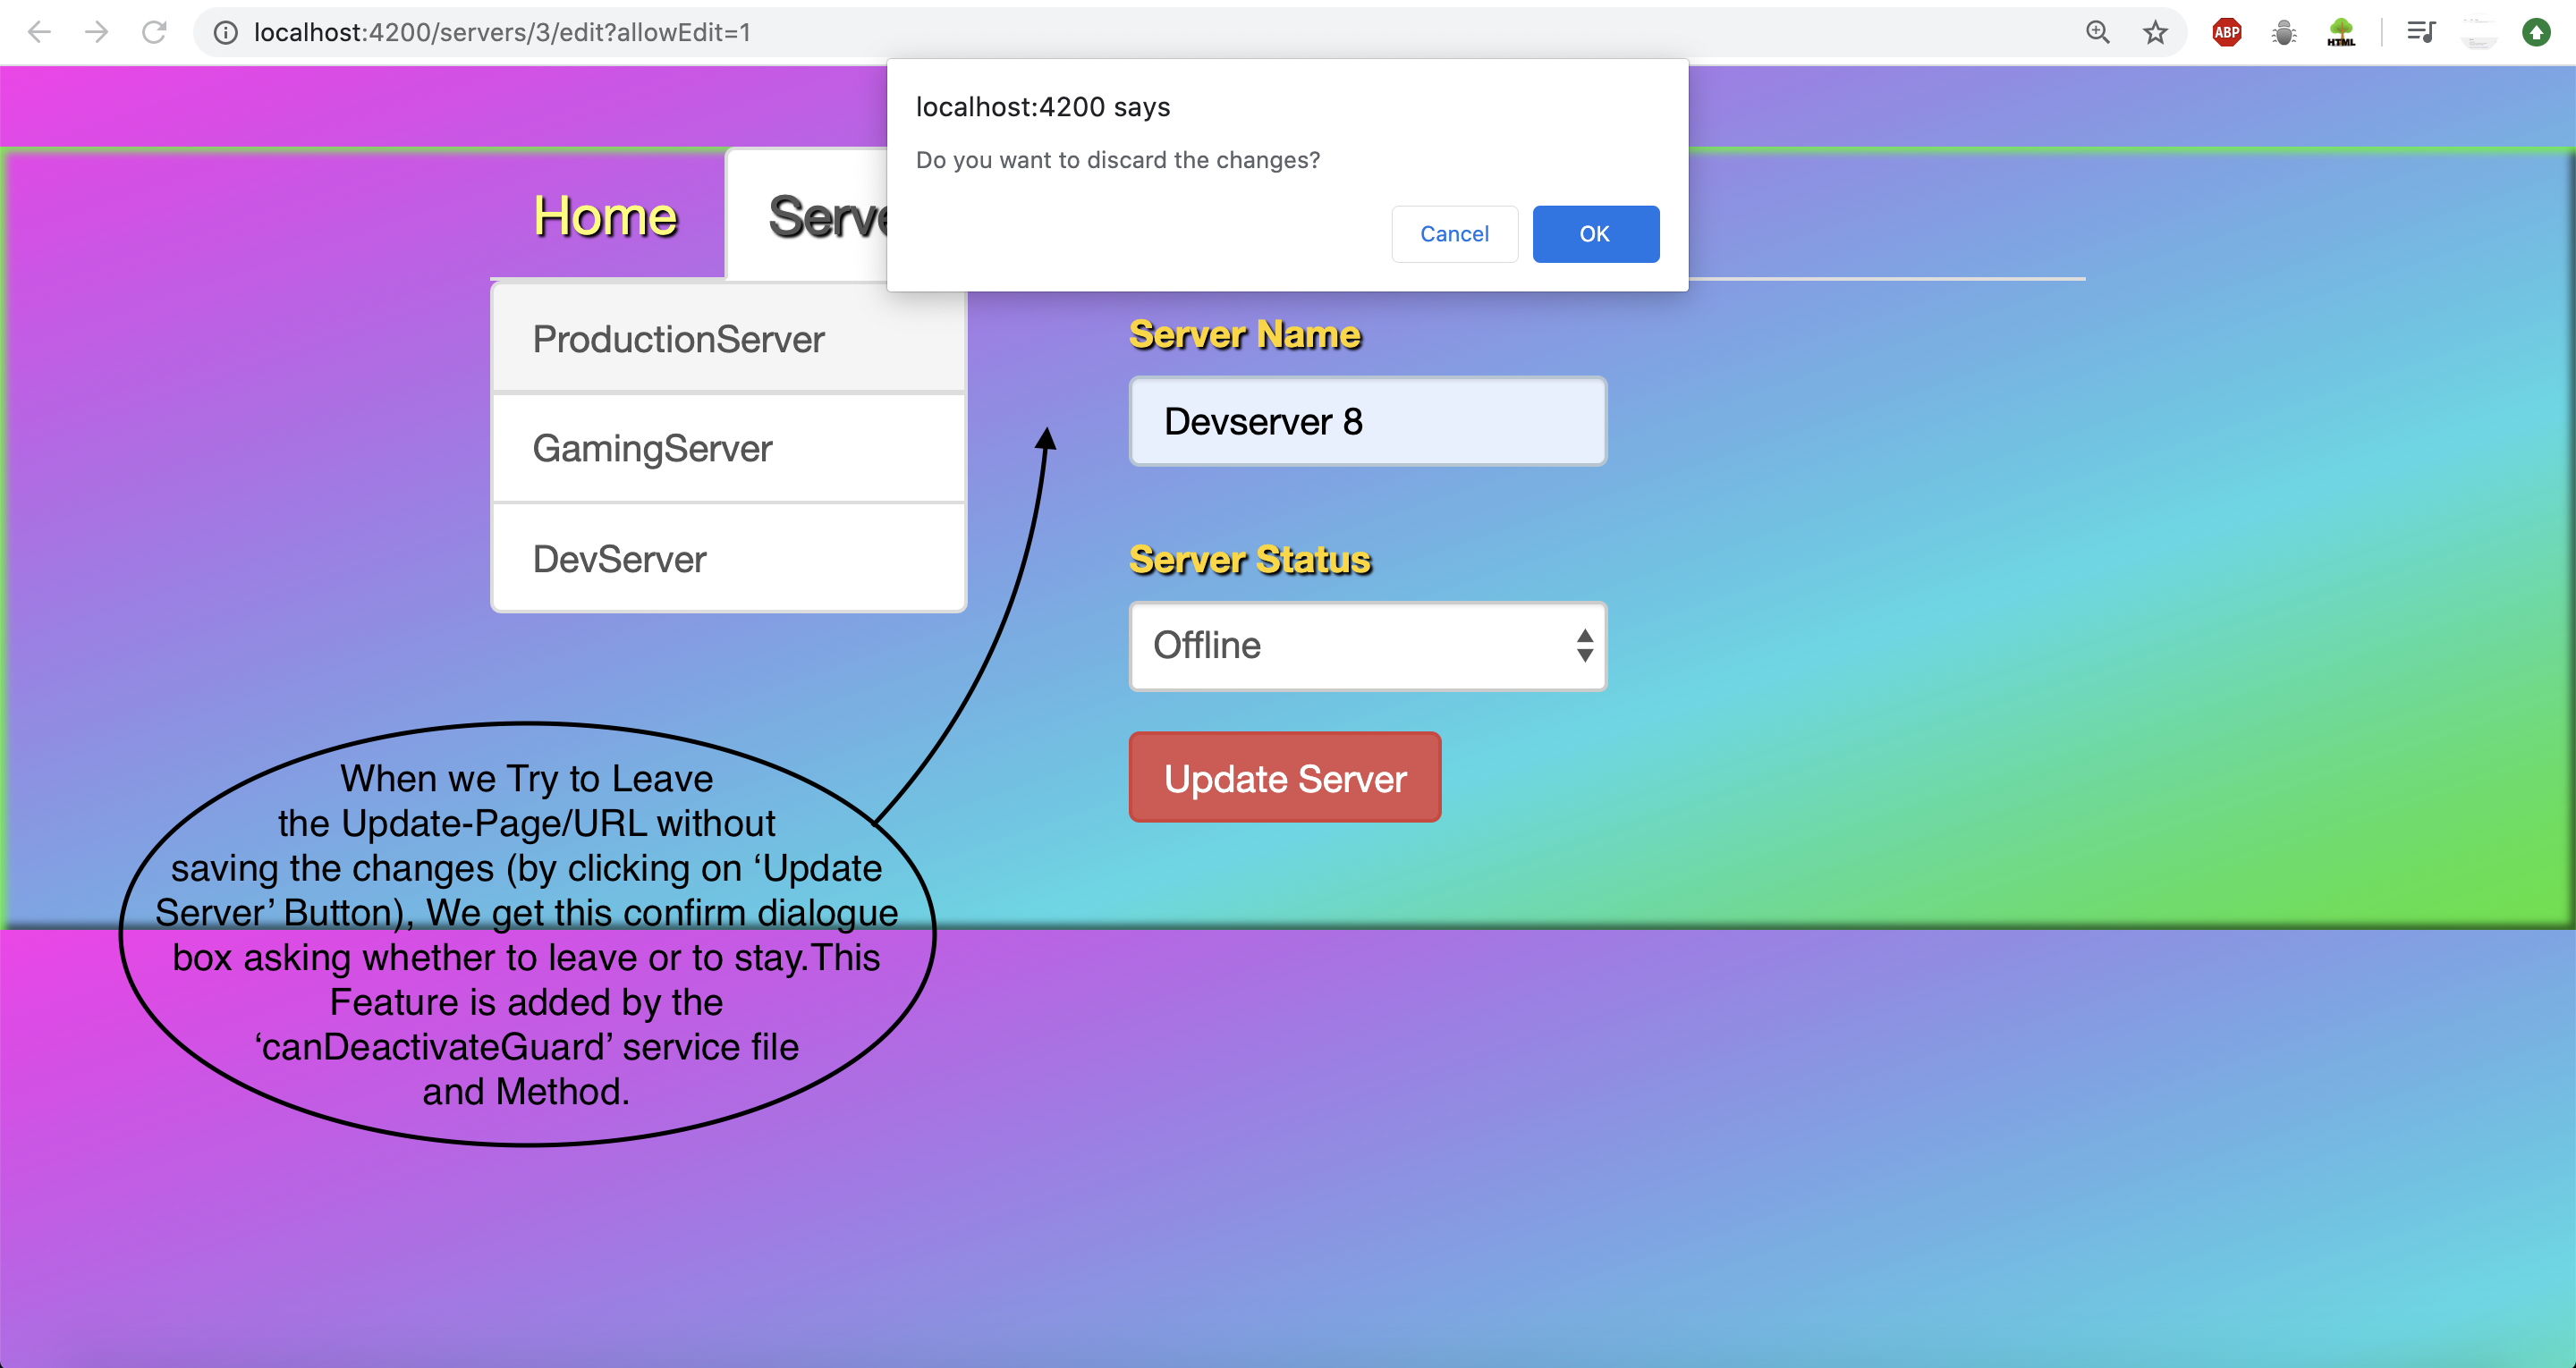 localhost:4200/servers/3/edit?allowEdit=1
ABP
HTML
localhost:4200 says
Do you want to discard the changes?
Cancel
OK
Home
ProductionServer
GamingServer
DevServer
Server Name
Devserver 8
Server Status
Offline
Update Server
When we Try to Leave
the Update-Page/URL without
saving the changes (by clicking on ‘Update
Server’ Button), We get this confirm dialogue
box asking whether to leave or to stay.This
Feature is added by the
‘canDeactivateGuard’ service file
and Method.